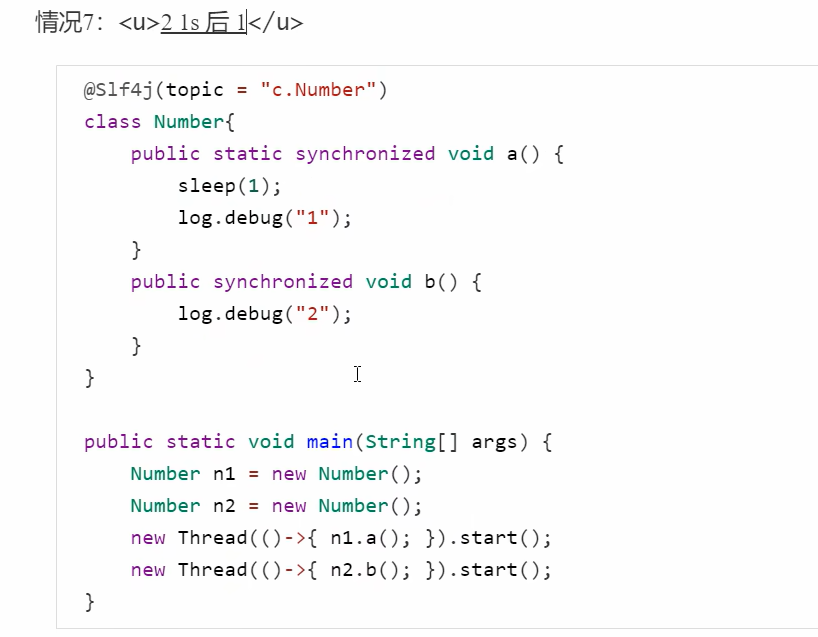 情况7：<u>2 1s 后 1</u>
@Slf4j(topic = "c.Number")
class Number{
    public static synchronized void a() {
        sleep(1);
        log.debug("1");
    }
    public synchronized void b() {
        log.debug("2");
    }
}
public static void main(String[] args) {
    Number n1 = new Number();
    Number n2 = new Number();
    new Thread(()->{ n1.a(); }).start();
    new Thread(()->{ n2.b(); }).start();
}